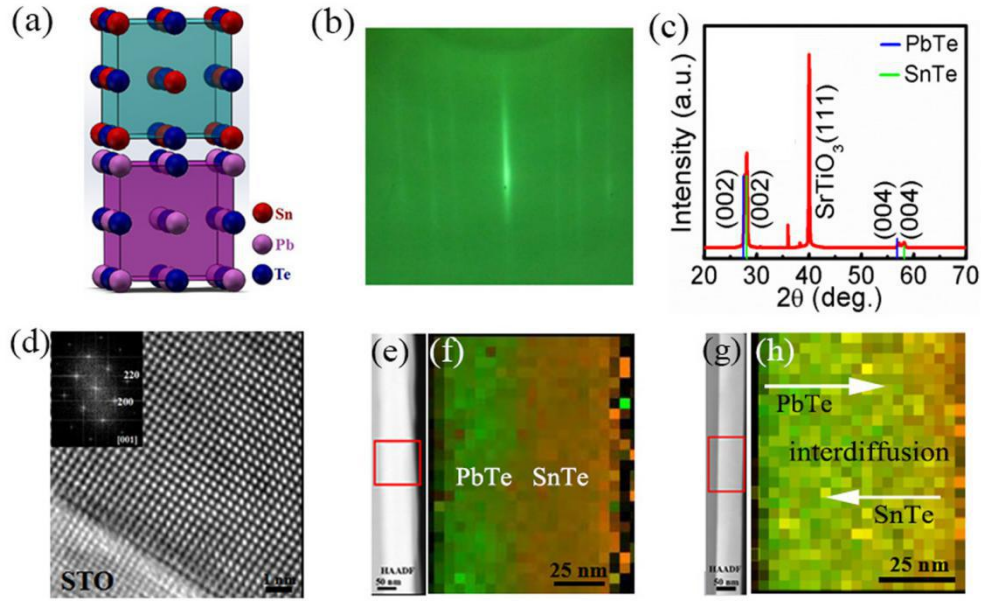 (a)
Sn
Pb
Te
(b)
(c)
PbTe
SnTe
Intensity (a.u.)
(002)
(002)
SrTiO3(111)
(004)
(004)
20 30 40 50 60 70
2θ (deg.)
(d)
220
200
[001]
STO
1 nm
(e)
HAADF
50 nm
(f)
PbTe SnTe
25 nm
(g)
HAADF
50 nm
(h)
PbTe
interdiffusion
SnTe
25 nm